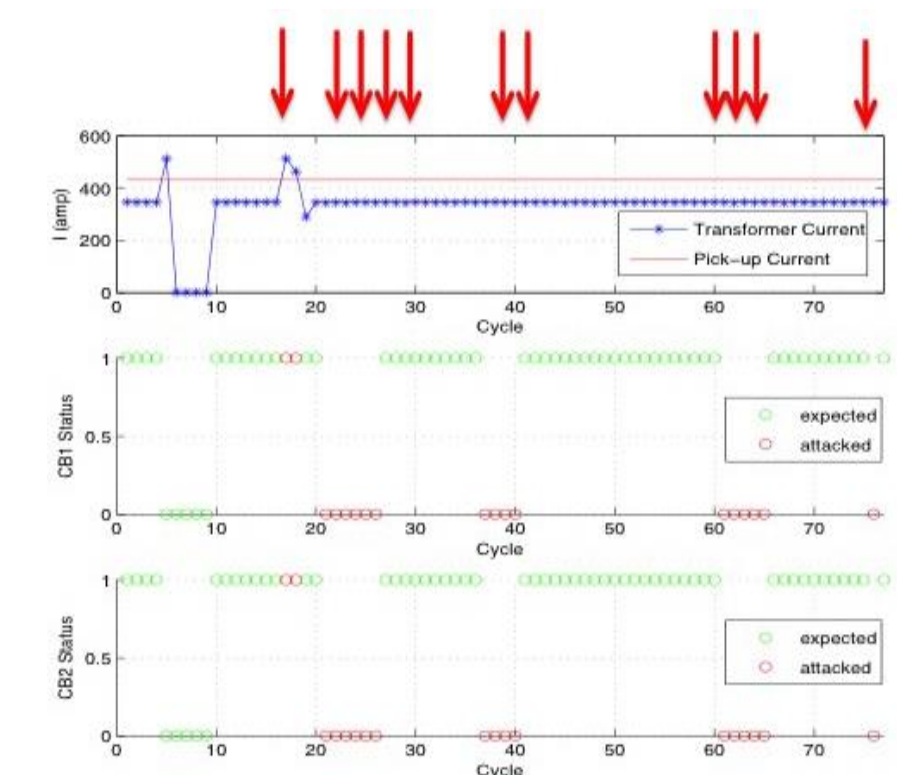 600
400
200
0
I (amp)
Transformer Current
Pick-up Current
0 10 20 30 40 50 60 70
Cycle
1
0.5
0
CB1 Status
expected
attacked
0 10 20 30 40 50 60 70
Cycle
1
0.5
0
CB2 Status
expected
attacked
0 10 20 30 40 50 60 70
Cycle